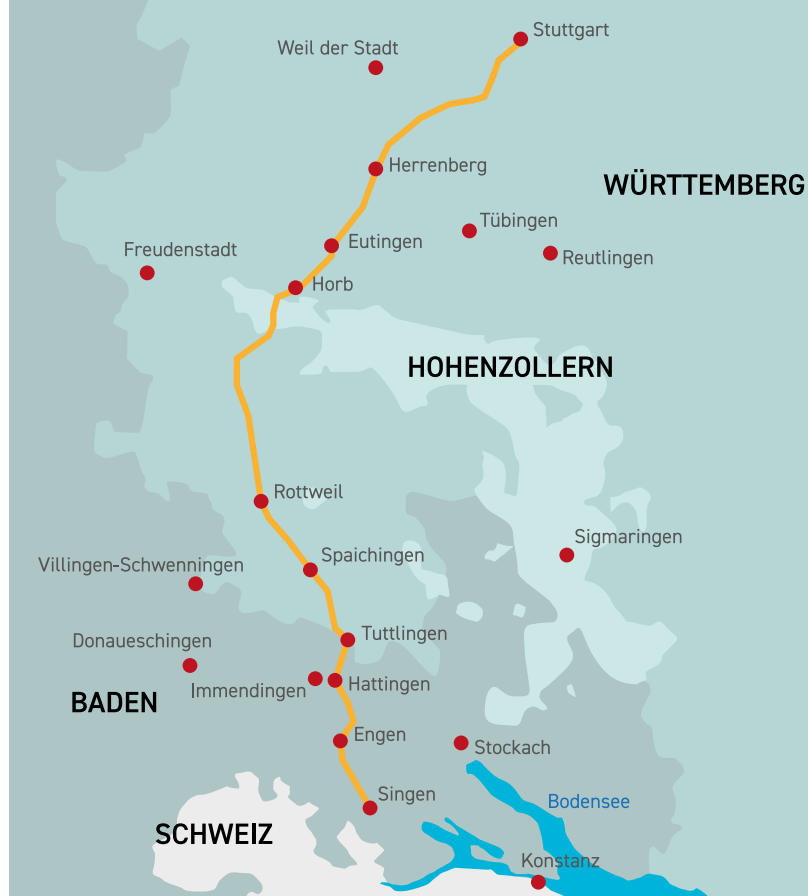 Stuttgart
Weil der Stadt
Herrenberg
WÜRTTEMBERG
Tübingen
Eutingen
Freudenstadt
Reutlingen
Horb
HOHENZOLLERN
Rottweil
Sigmaringen
Spaichingen
Villingen-Schwenningen
Tuttlingen
Donaueschingen
Hattingen
Immendingen
BADEN
Engen
Stockach
Singen
Bodensee
SCHWEIZ
Konstanz